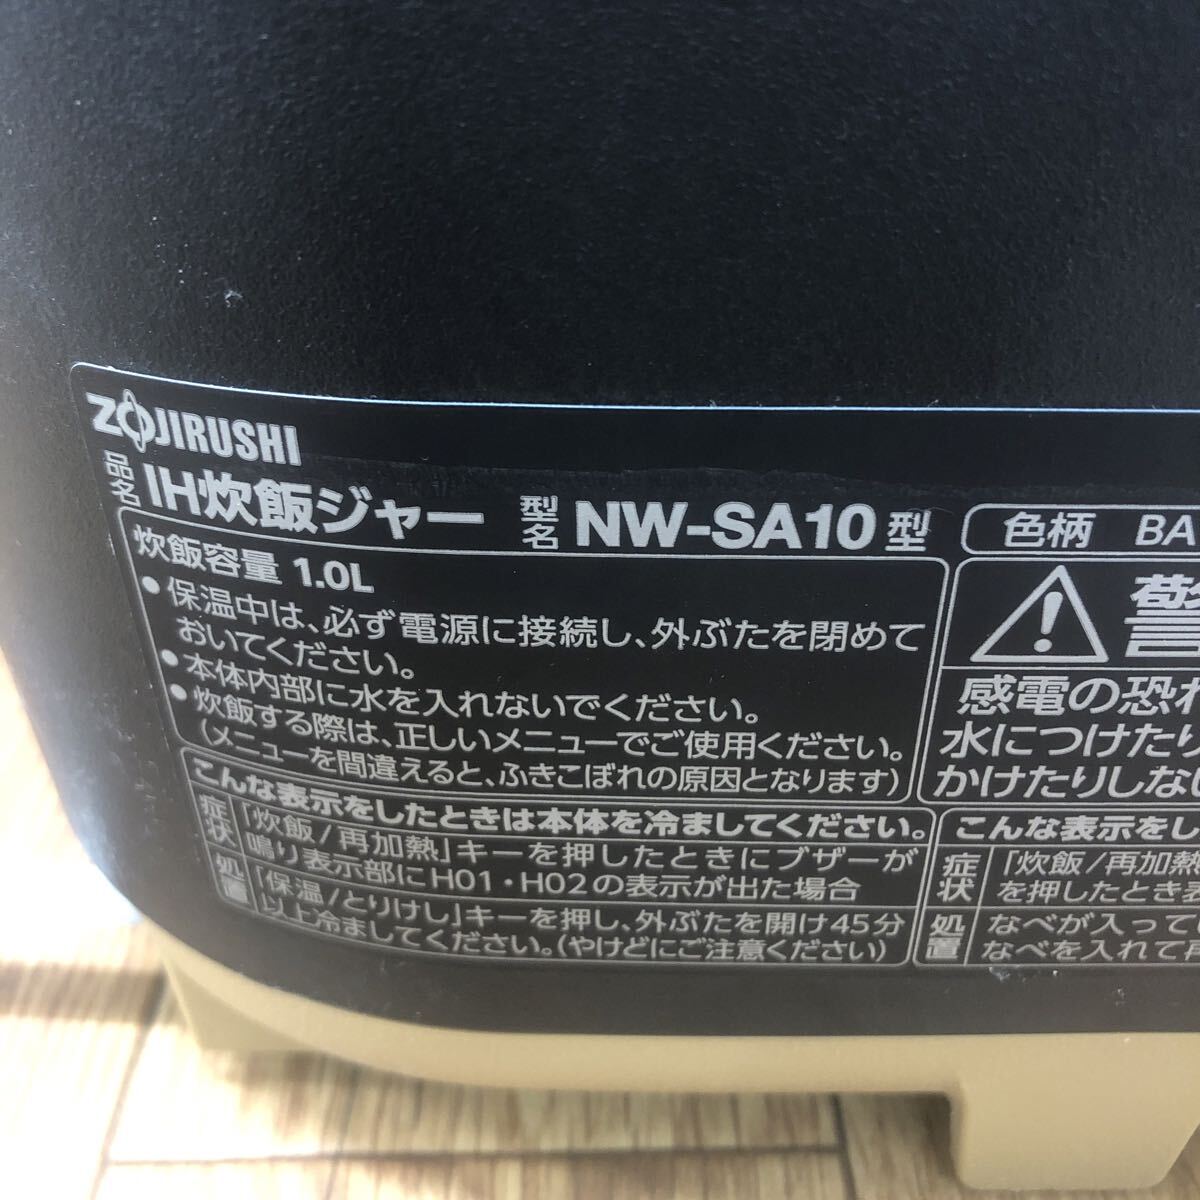 ZOJIRUSHI
品名 IH炊飯ジャー 型名 NW-SA10型
色柄 BA
炊飯容量 1.0L
•保温中は、必ず電源に接続し、外ぶたを閉めて
おいてください。
•本体内部に水を入れないでください。
•炊飯する際は、正しいメニューでご使用ください。
(メニューを間違えると、ふきこぼれの原因となります)
こんな表示をしたときは本体を冷ましてください。
症状 「炊飯/再加熱」キーを押したときにブザーが
鳴り表示部にH01・H02の表示が出た場合
処置 「保温/とりけし」キーを押し、外ぶたを開け45分
以上冷ましてください。(やけどにご注意ください)
警
感電の恐れ
水につけたり
かけたりしない
こんな表示をし
症状 「炊飯/再加熱
を押したとき表
処置 なべが入って
なべを入れて再